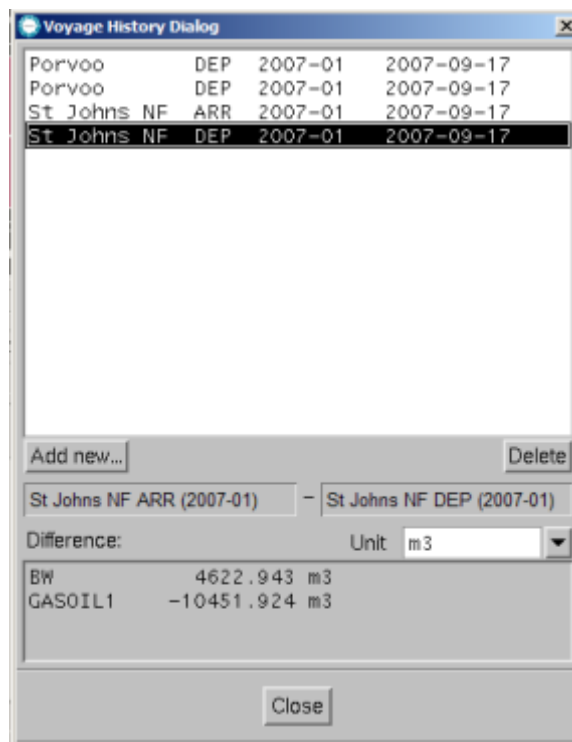 Voyage History Dialog
Porvoo DEP 2007-01 2007-09-17
Porvoo DEP 2007-01 2007-09-17
St Johns NF ARR 2007-01 2007-09-17
St Johns NF DEP 2007-01 2007-09-17
Add new... Delete
St Johns NF ARR (2007-01) - St Johns NF DEP (2007-01)
Difference: Unit m3
BW 4622.943 m3
GASOIL1 -10451.924 m3
Close